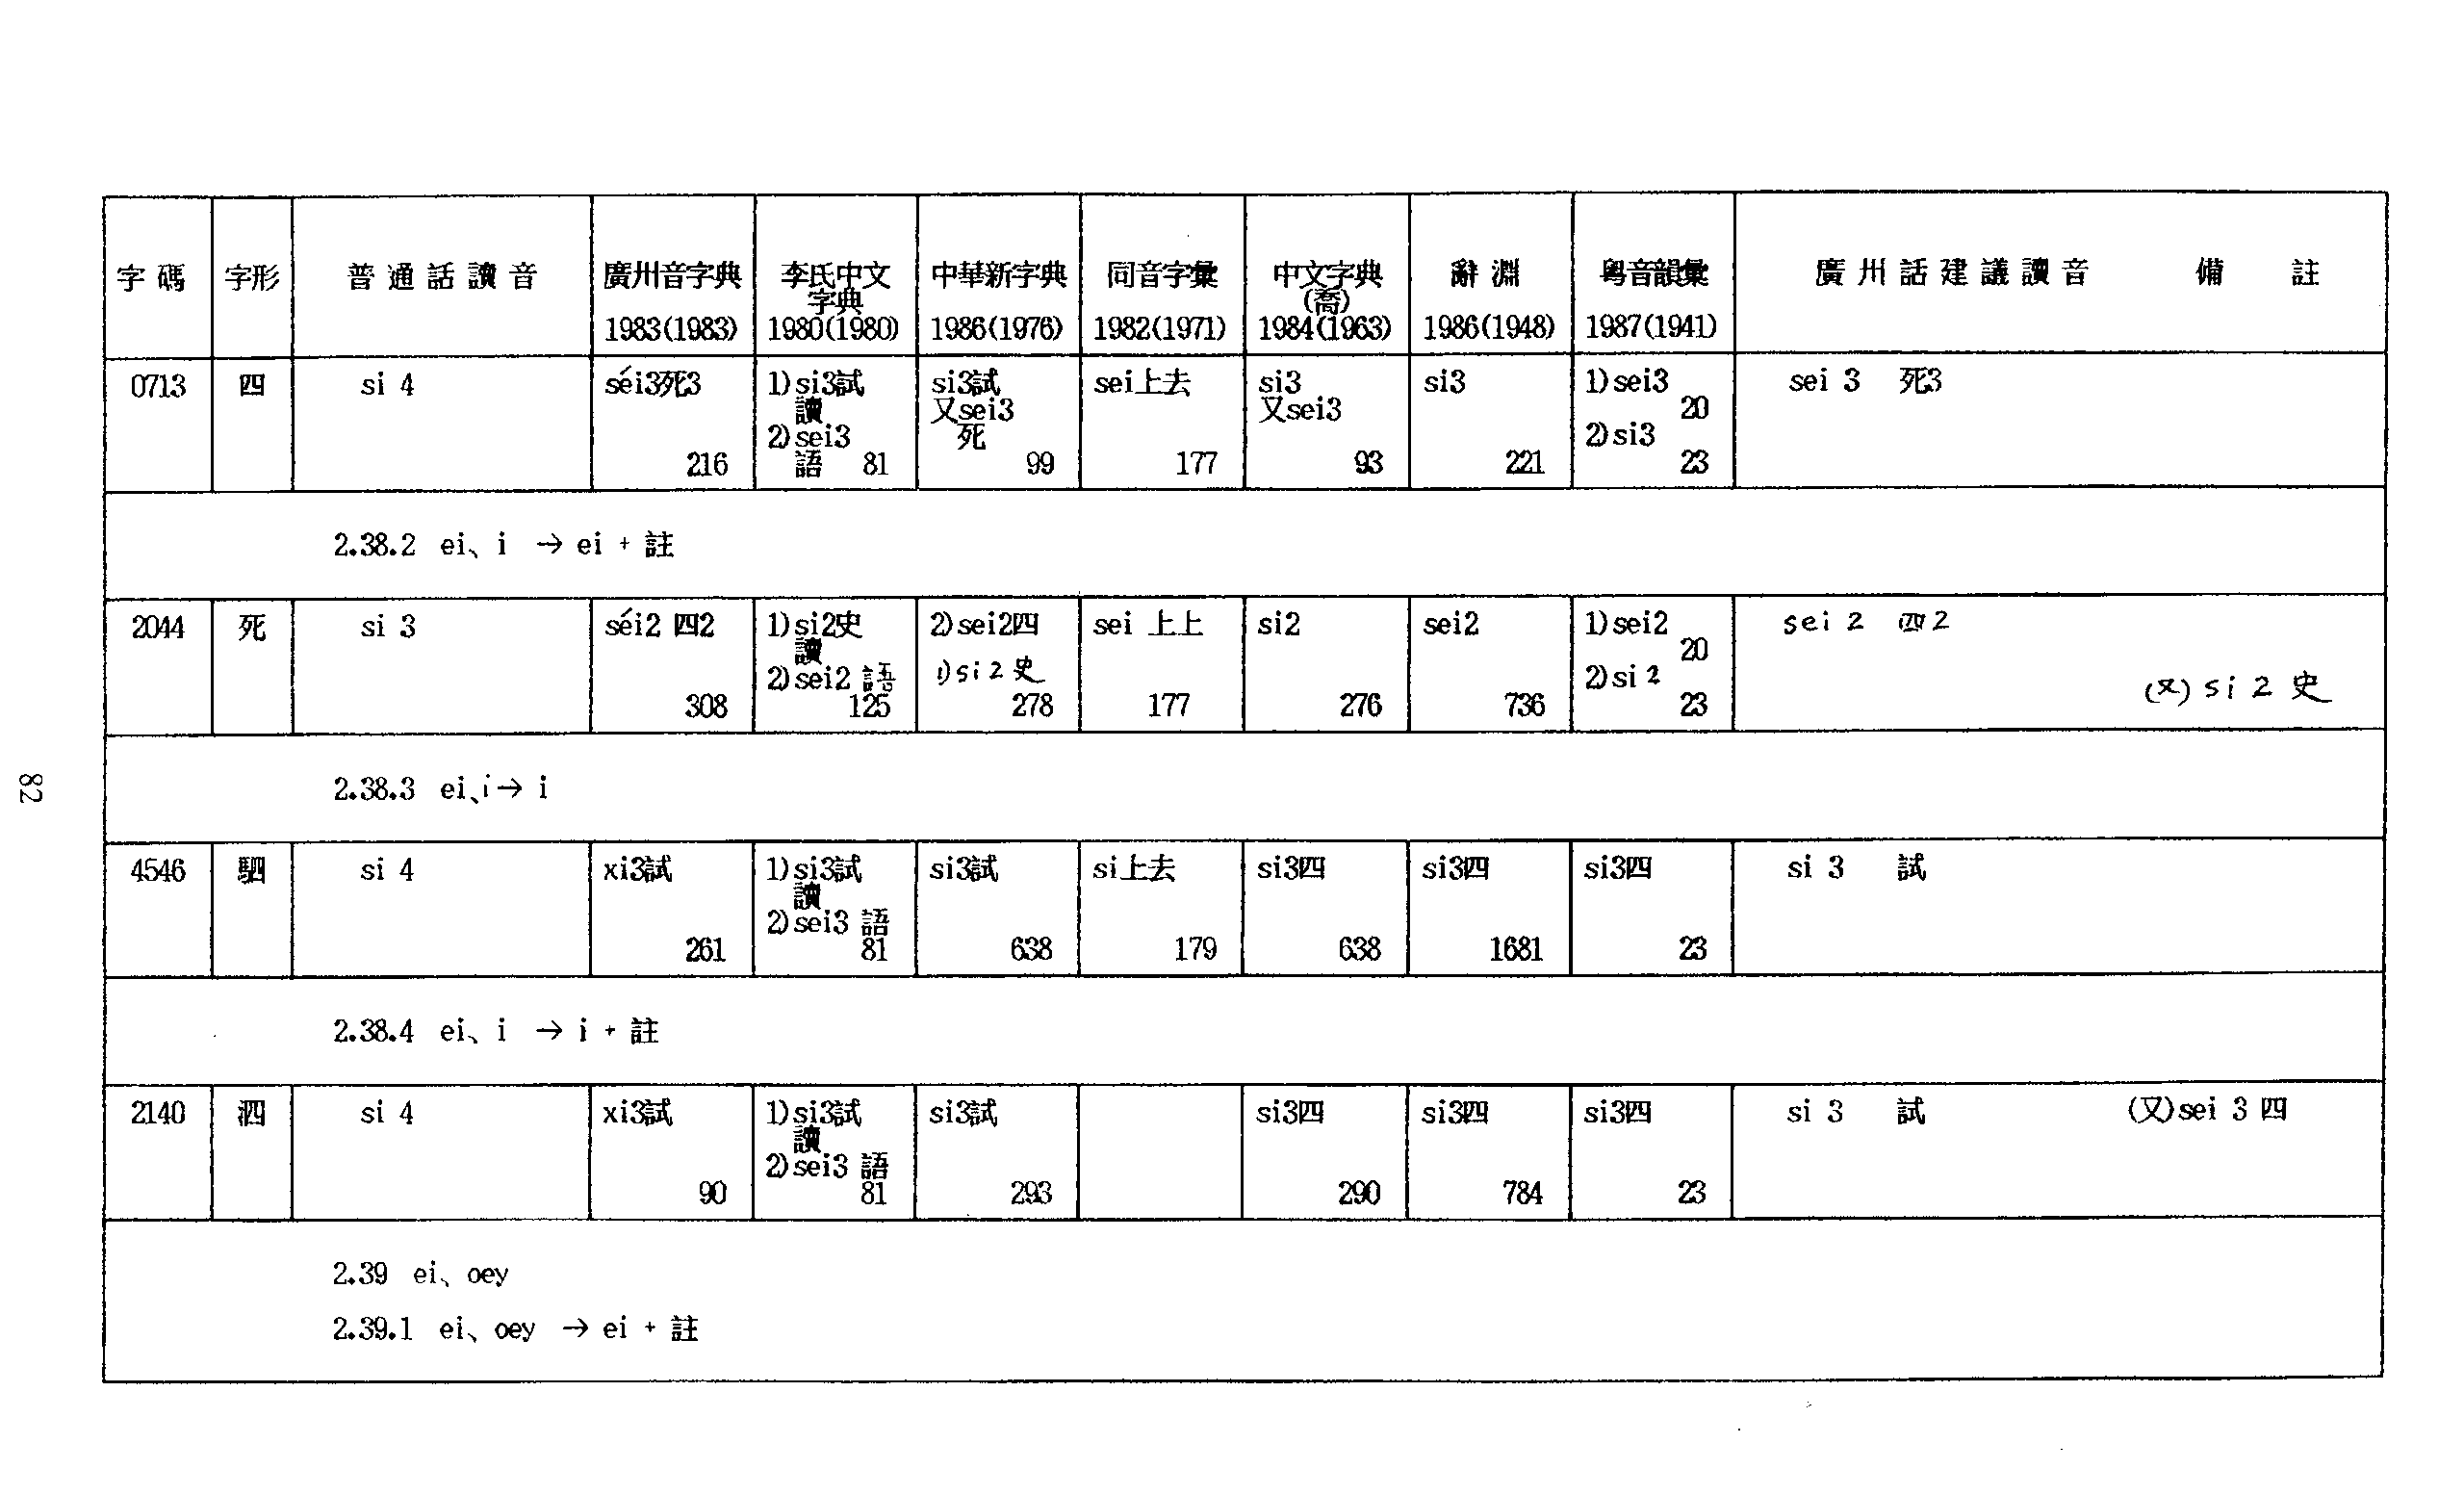 字碼 字形 普通話讀音 廣州音字典 李氏中文字典 中華新字典 同音字彙 中文字典(喬) 辭淵 粵音韻彙 廣州話建議讀音 備註
1983(1983) 1980(1980) 1986(1976) 1982(1971) 1984(1963) 1986(1948) 1987(1941)
0713 四 si 4 séi3死3 1)si3試 si3試 sei上去 si3 si3 1)sei3 sei 3 死3
讀 又sei3 又sei3 20
2)sei3 死 2)si3
216 語 81 99 177 93 221 23
2.38.2 ei、i → ei + 註
2044 死 si 3 séi2 四2 1)si2史 2)sei2四 sei 上上 si2 sei2 1)sei2 sei 2 四2
讀 20
2)sei2 語 1)si2史 2)si2 (又) si 2 史
308 125 278 177 276 736 23
2.38.3 ei、i → i
4546 駟 si 4 xi3試 1)si3試 si3試 si上去 si3四 si3四 si3四 si 3 試
讀
2)sei3 語
261 81 638 179 638 1681 23
2.38.4 ei、i → i + 註
2140 泗 si 4 xi3試 1)si3試 si3試 si3四 si3四 si3四 si 3 試 (又)sei 3 四
讀
2)sei3 語
90 81 293 290 784 23
2.39 ei、oey
2.39.1 ei、oey → ei + 註
82